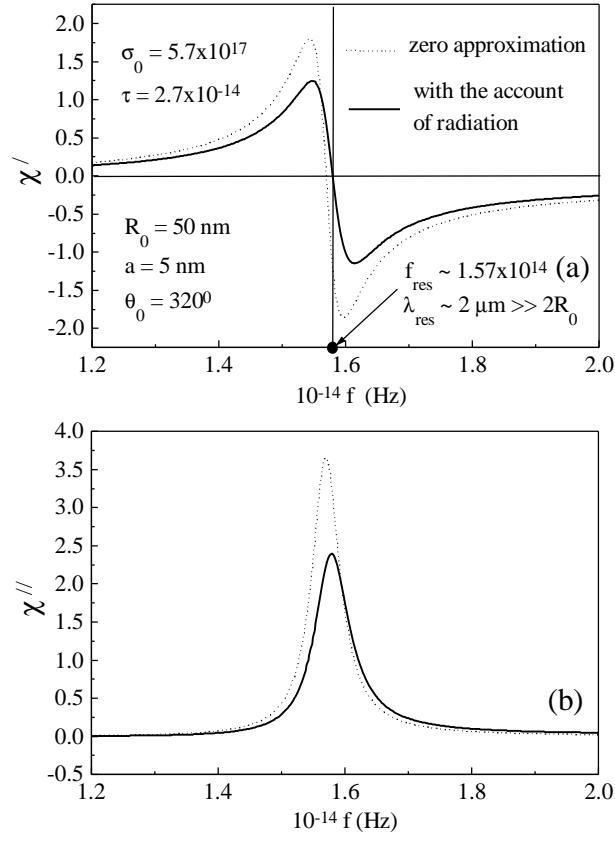 2.0
1.5
1.0
0.5
0.0
-0.5
-1.0
-1.5
-2.0
χ/
σ0 = 5.7x10^17
τ = 2.7x10^-14
zero approximation
with the account
of radiation
R0 = 50 nm
a = 5 nm
θ0 = 320^0
fres ~ 1.57x10^14
(a)
λres ~ 2 μm >> 2R0
1.2 1.4 1.6 1.8 2.0
10^-14 f (Hz)
4.0
3.5
3.0
2.5
2.0
1.5
1.0
0.5
0.0
-0.5
χ//
(b)
1.2 1.4 1.6 1.8 2.0
10^-14 f (Hz)